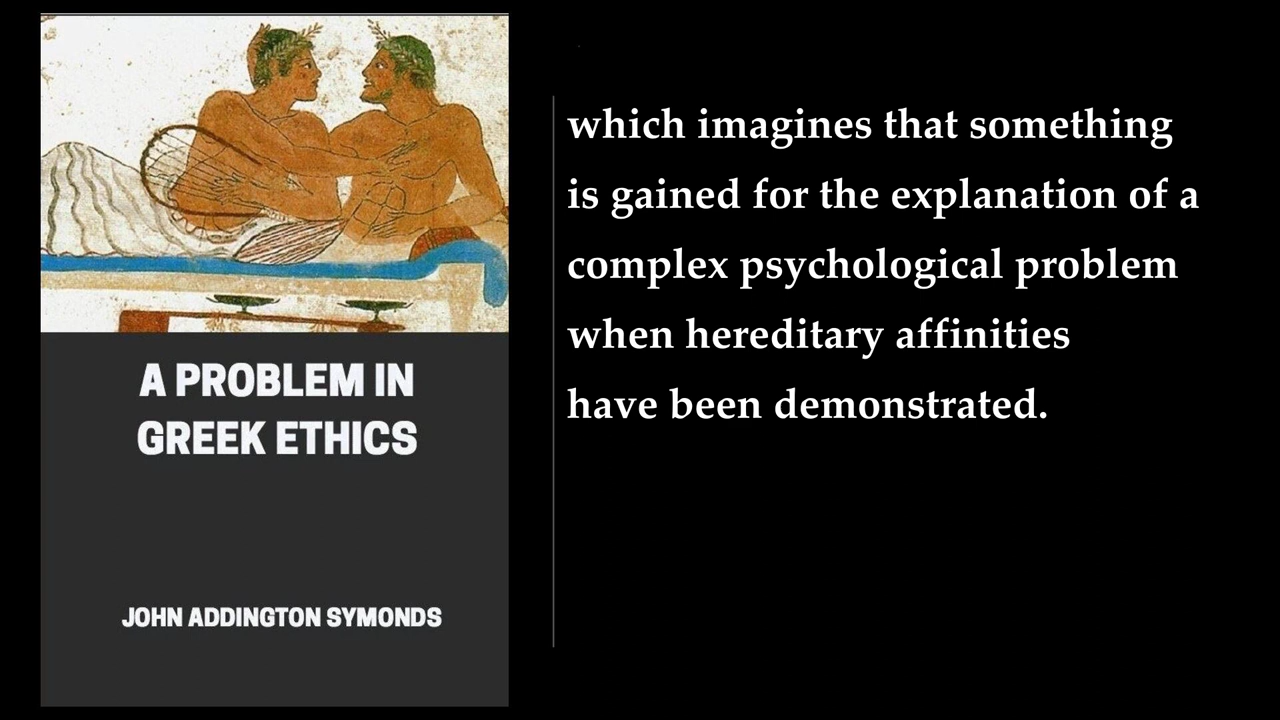 A PROBLEM IN
GREEK ETHICS
JOHN ADDINGTON SYMONDS
which imagines that something
is gained for the explanation of a
complex psychological problem
when hereditary affinities
have been demonstrated.